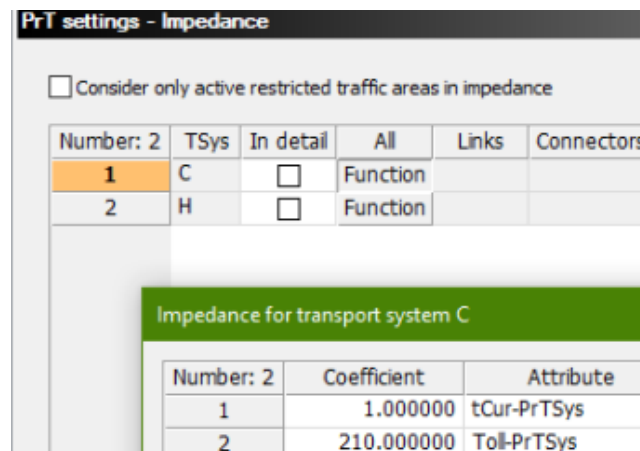 PrT settings - Impedance
Consider only active restricted traffic areas in impedance
Number: 2 TSys In detail All Links Connectors
1 C Function
2 H Function
Impedance for transport system C
Number: 2 Coefficient Attribute
1 1.000000 tCur-PrTSys
2 210.000000 Toll-PrTSys